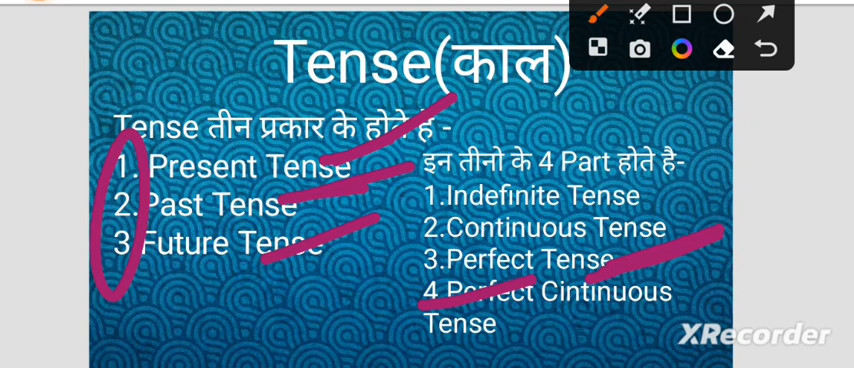 Tense(काल)
Tense तीन प्रकार के होते है -
1. Present Tense
2.Past Tense
3.Future Tense
इन तीनो के 4 Part होते है-
1.Indefinite Tense
2.Continuous Tense
3.Perfect Tense
4.Perfect Cintinuous
Tense
XRecorder